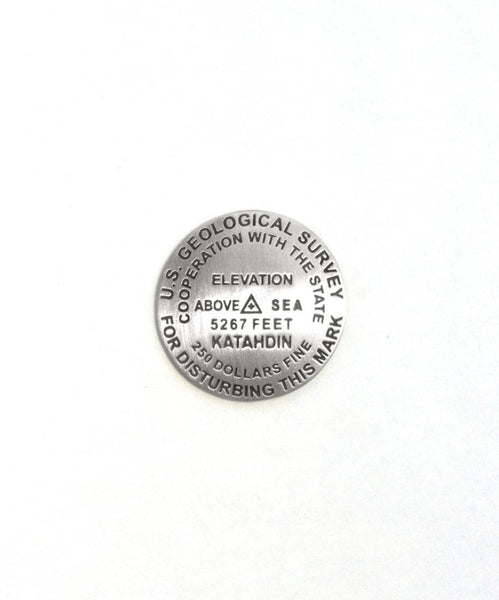 U.S. GEOLOGICAL SURVEY
COOPERATION WITH THE STATE
ELEVATION
ABOVE SEA
5267 FEET
KATAHDIN
250 DOLLARS FINE
FOR DISTURBING THIS MARK